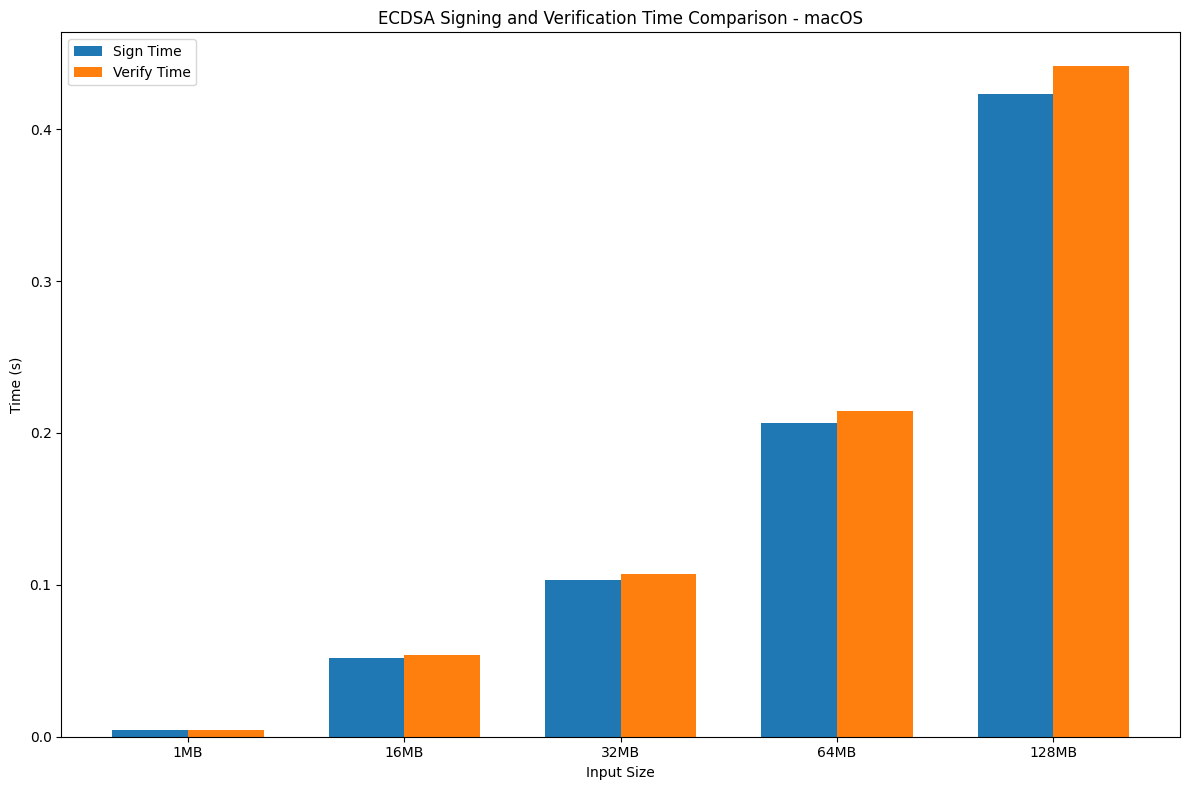 ECDSA Signing and Verification Time Comparison - macOS
Sign Time
Verify Time
0.4
0.3
0.2
0.1
0.0
Time (s)
1MB 16MB 32MB 64MB 128MB
Input Size